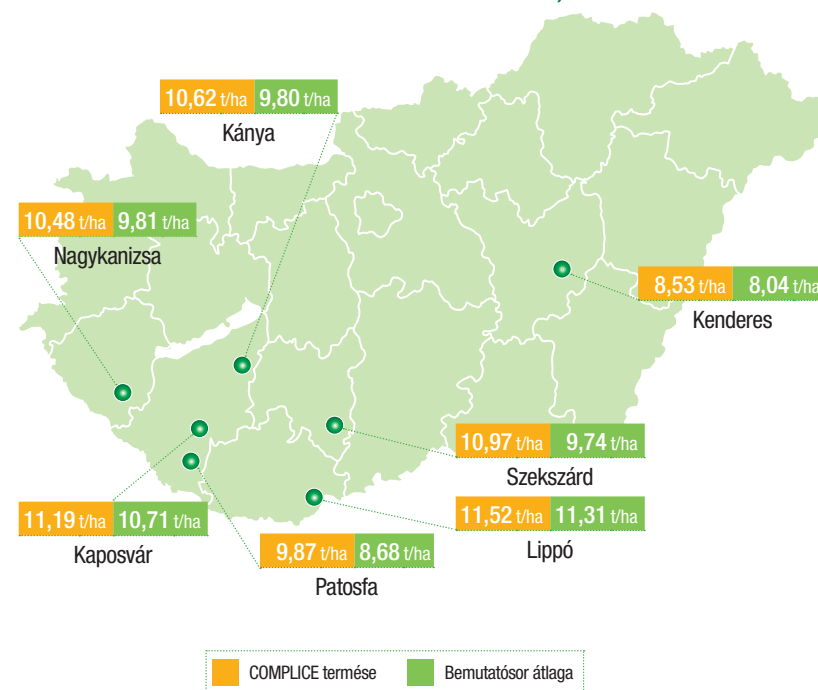 10,62 t/ha 9,80 t/ha
Kánya
10,48 t/ha 9,81 t/ha
Nagykanizsa
8,53 t/ha 8,04 t/ha
Kenderes
10,97 t/ha 9,74 t/ha
Szekszárd
11,19 t/ha 10,71 t/ha
Kaposvár
11,52 t/ha 11,31 t/ha
Lippó
9,87 t/ha 8,68 t/ha
Patosfa
COMPLICE termése Bemutatósor átlaga